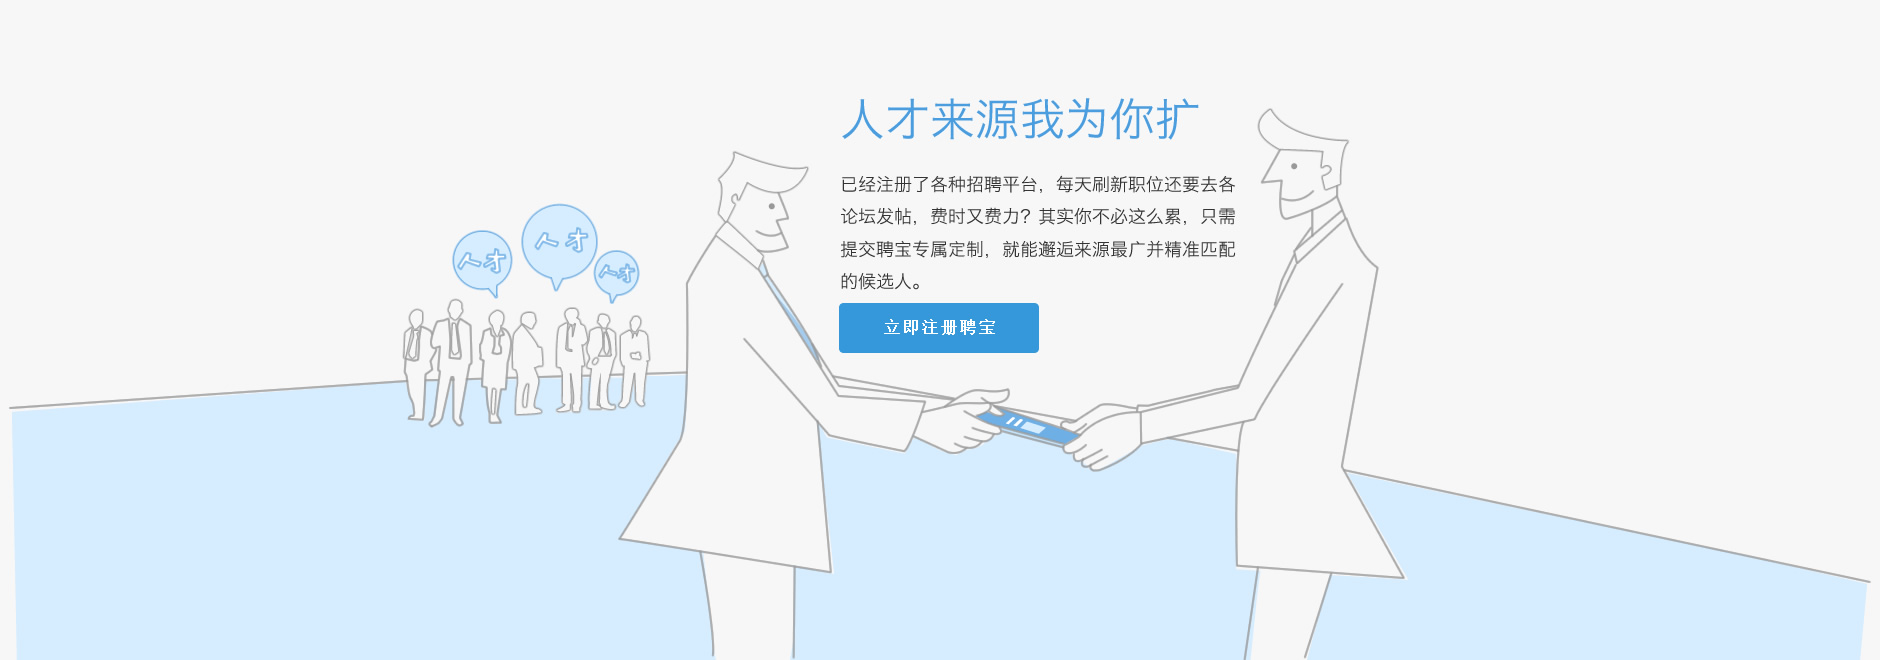 人才来源我为你扩
已经注册了各种招聘平台，每天刷新职位还要去各
论坛发帖，费时又费力？其实你不必这么累，只需
提交聘宝专属定制，就能邂逅来源最广并精准匹配
的候选人。
人才
人才
人才
立即注册聘宝